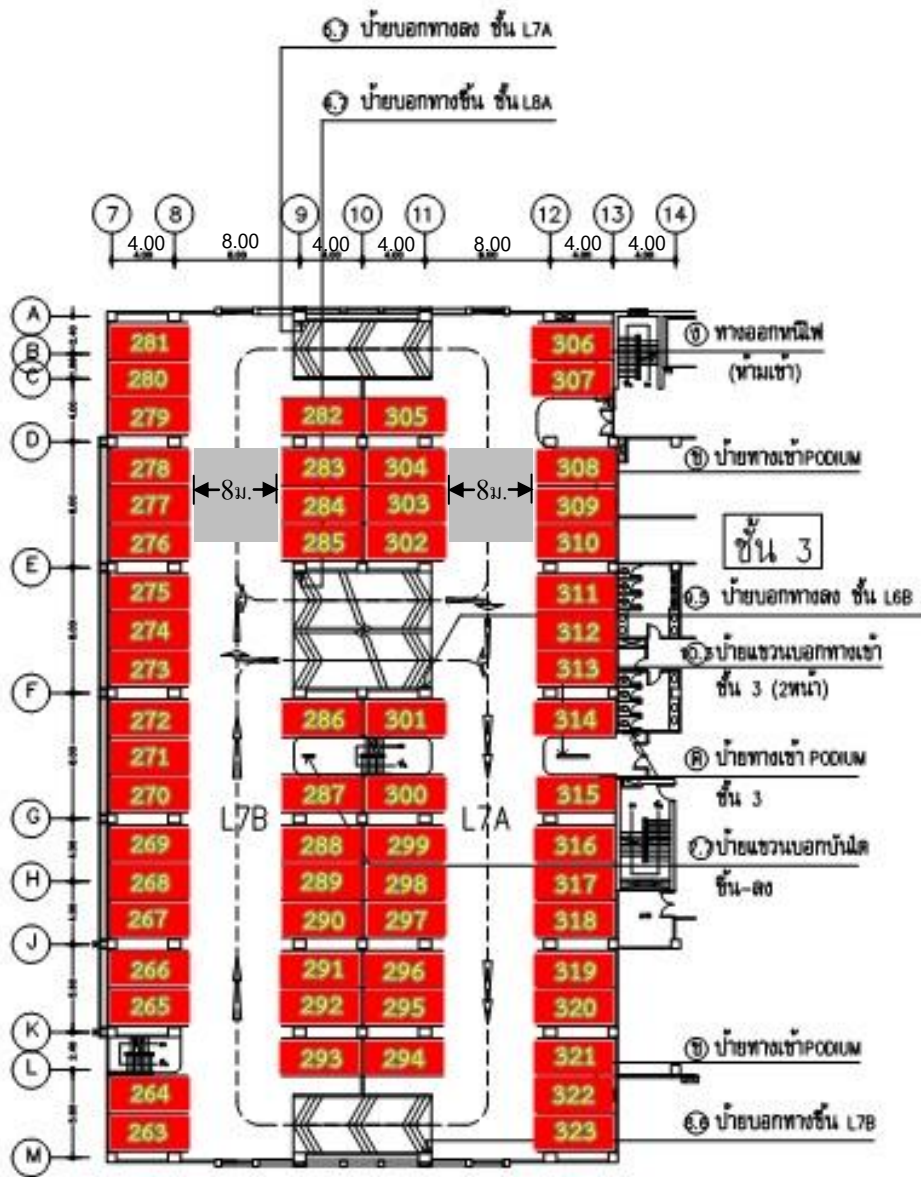 6.7 ป้ายบอกทางลง ชั้น L7A
ป้ายบอกทางขึ้น ชั้น L8A
7 8 9 10 11 12 13 14
4.00 8.00 4.00 4.00 8.00 4.00 4.00
A
B
C
D
E
F
G
H
J
K
L
M
281 306
280 307
279 282 305
278 283 304 308
277 284 303 309
276 285 302 310
275 311
274 312
273 313
272 286 301 314
271
270 287 300 315
269 288 299 316
268 289 298 317
267 290 297 318
266 291 296 319
265 292 295 320
293 294 321
264 322
263 323
8ม. 8ม.
L7B L7A
ทางออกหนีไฟ
(ห้ามเข้า)
ป้ายทางเข้าPODIUM
ชั้น 3
ป้ายบอกทางลง ชั้น L6B
ป้ายแขวนบอกทางเข้า
ชั้น 3 (2หน้า)
ป้ายทางเข้า PODIUM
ชั้น 3
ป้ายแขวนบอกบันได
ขึ้น-ลง
ป้ายทางเข้าPODIUM
ป้ายบอกทางขึ้น L7B